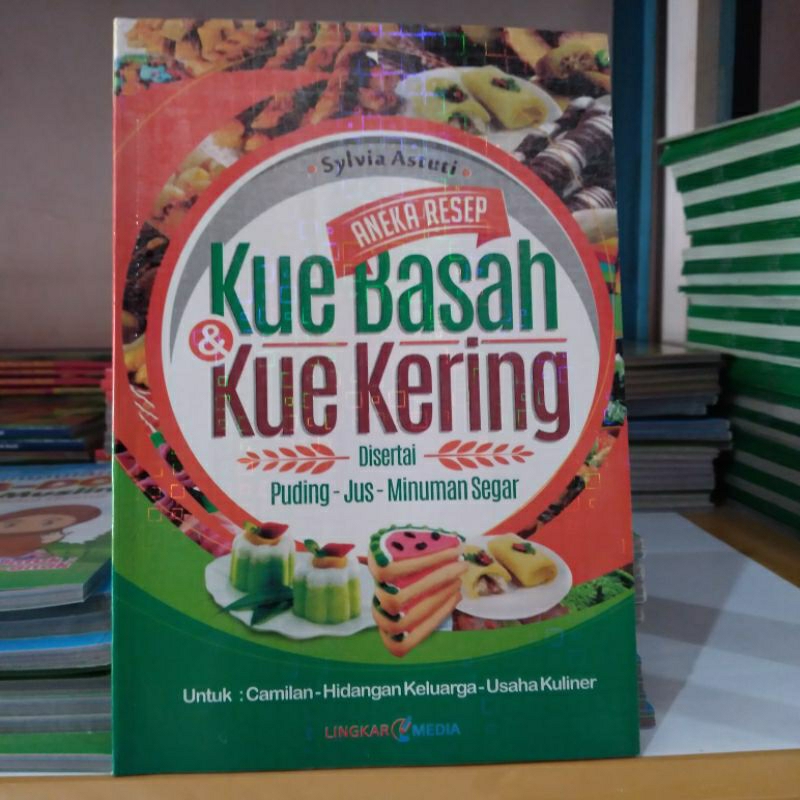 Sylvia Astuti
ANEKA RESEP
Kue Basah
& Kue Kering
Disertai
Puding - Jus - Minuman Segar
Untuk : Camilan - Hidangan Keluarga - Usaha Kuliner
LINGKAR MEDIA